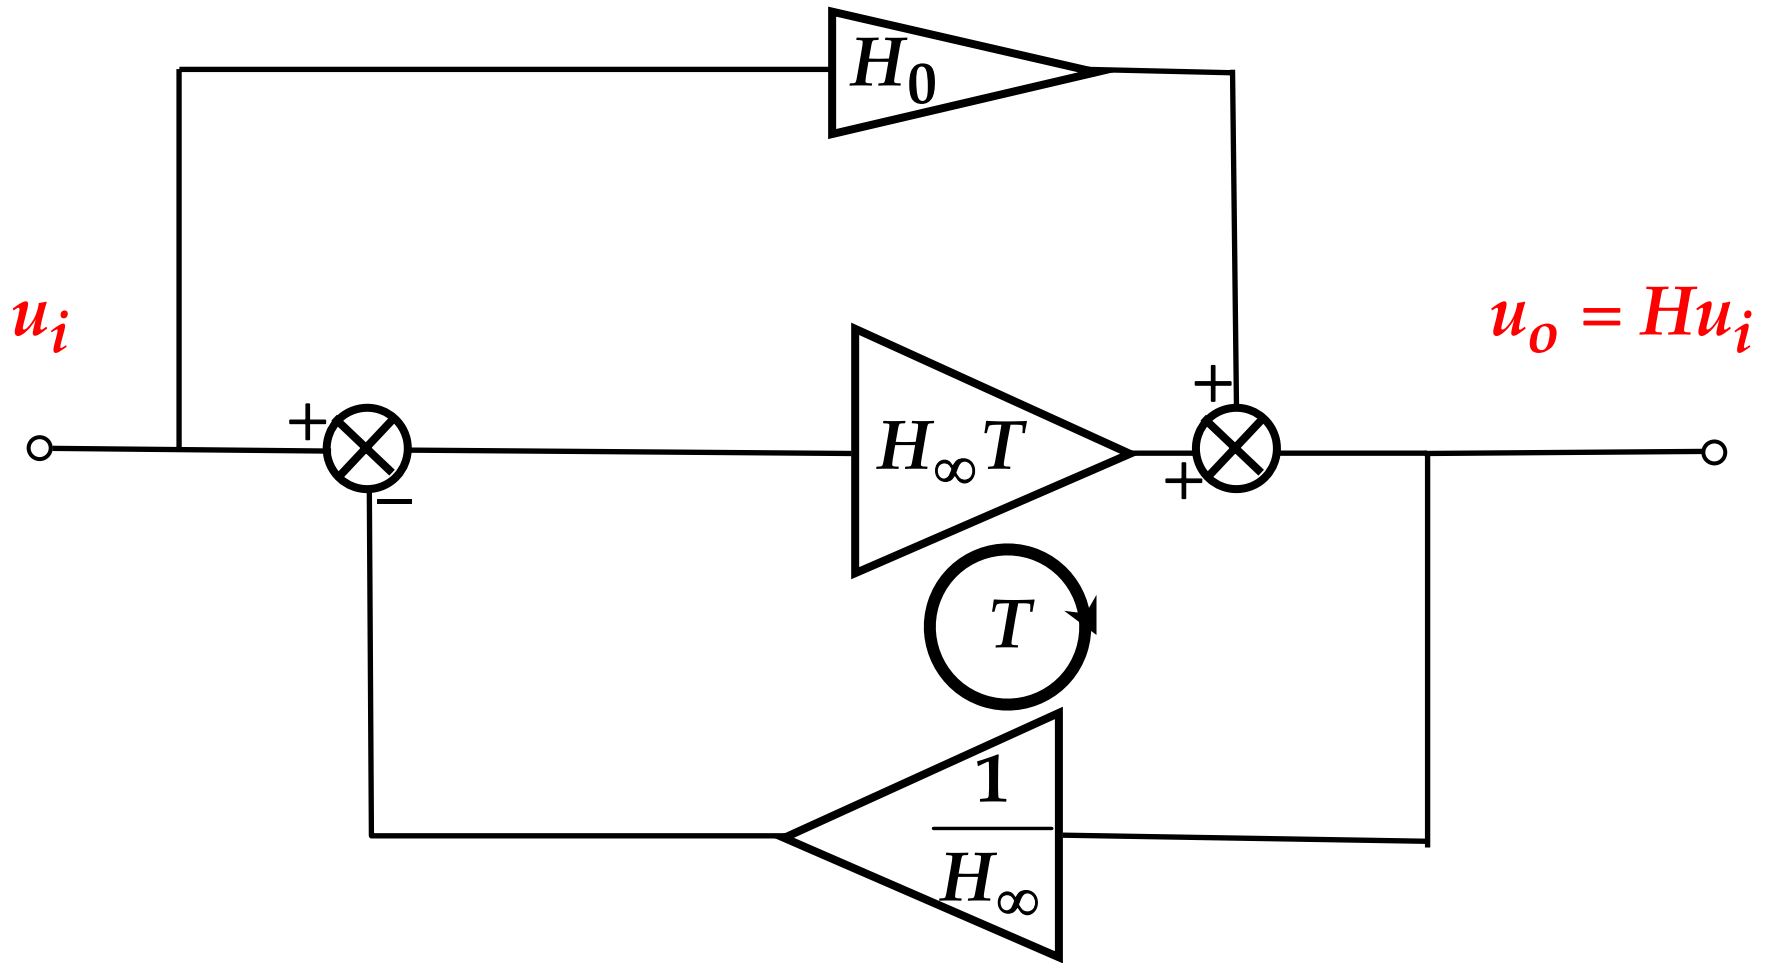 H₀
uᵢ
uₒ = Huᵢ
+
+
H∞T
+
−
T
1
H∞